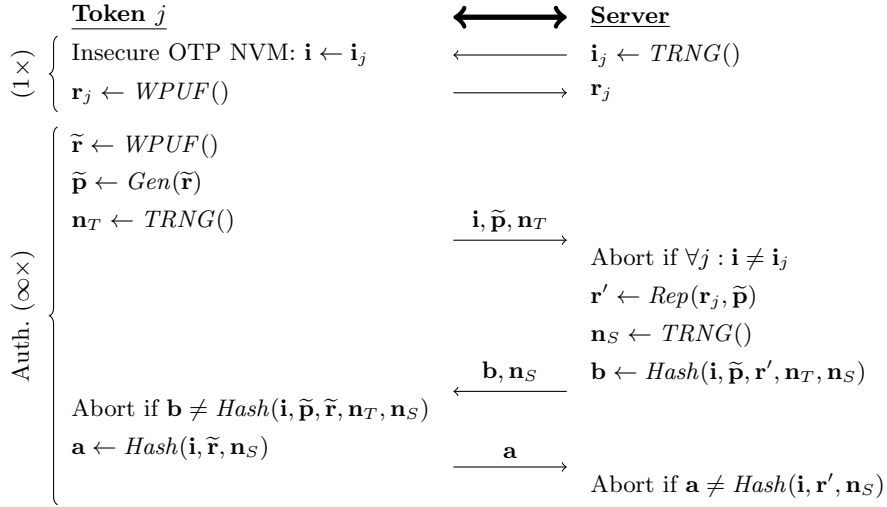 Token j Server
(1×)
Insecure OTP NVM: i ← i_j i_j ← TRNG()
r_j ← WPUF() r_j
Auth. (∞×)
r̃ ← WPUF()
p̃ ← Gen(r̃)
n_T ← TRNG()
i, p̃, n_T
Abort if ∀j : i ≠ i_j
r′ ← Rep(r_j, p̃)
n_S ← TRNG()
b, n_S b ← Hash(i, p̃, r′, n_T, n_S)
Abort if b ≠ Hash(i, p̃, r̃, n_T, n_S)
a ← Hash(i, r̃, n_S)
a
Abort if a ≠ Hash(i, r′, n_S)